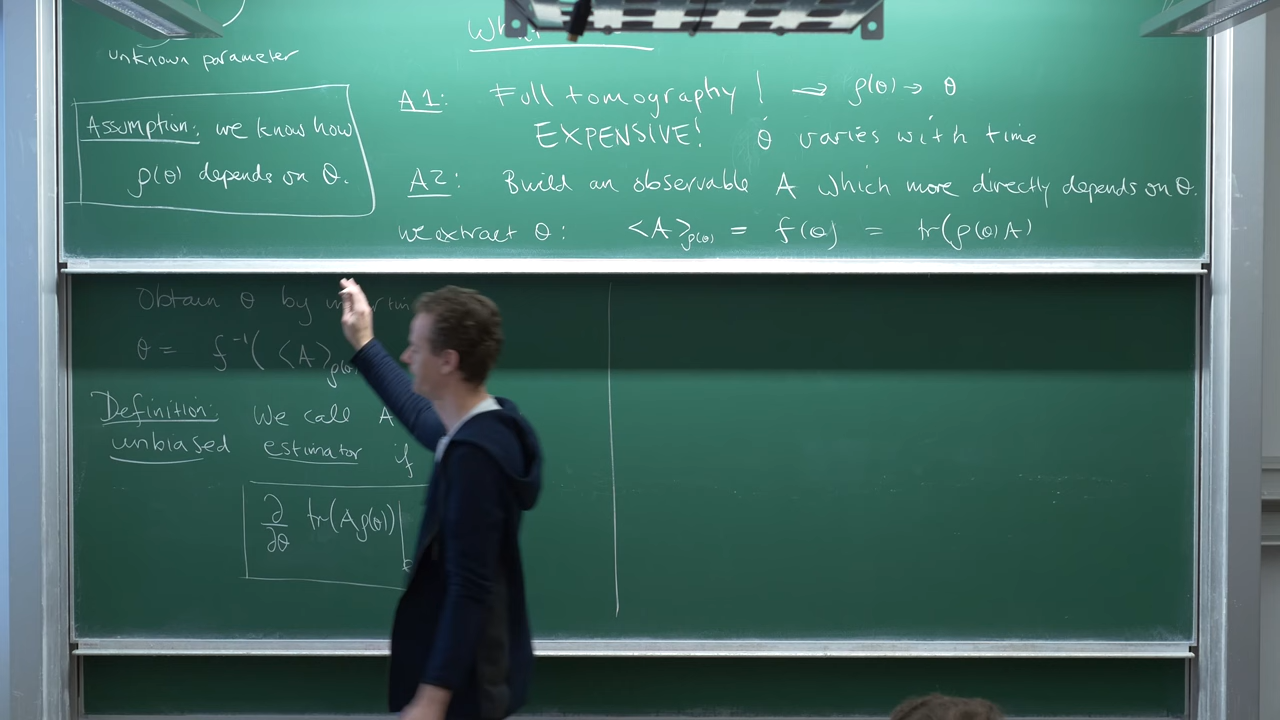 unknown parameter
Assumption: we know how
ρ(θ) depends on θ.
A1: Full tomography! → ρ(θ) → θ
EXPENSIVE! θ varies with time
A2: Build an observable A which more directly depends on θ.
we extract θ: <A>ρ(θ) = f(θ) = tr(ρ(θ)A)
Obtain θ by
θ = f⁻¹(<A>ρ(θ)
Definition: We call A
unbiased estimator if
∂/∂θ tr(Aρ(θ))|